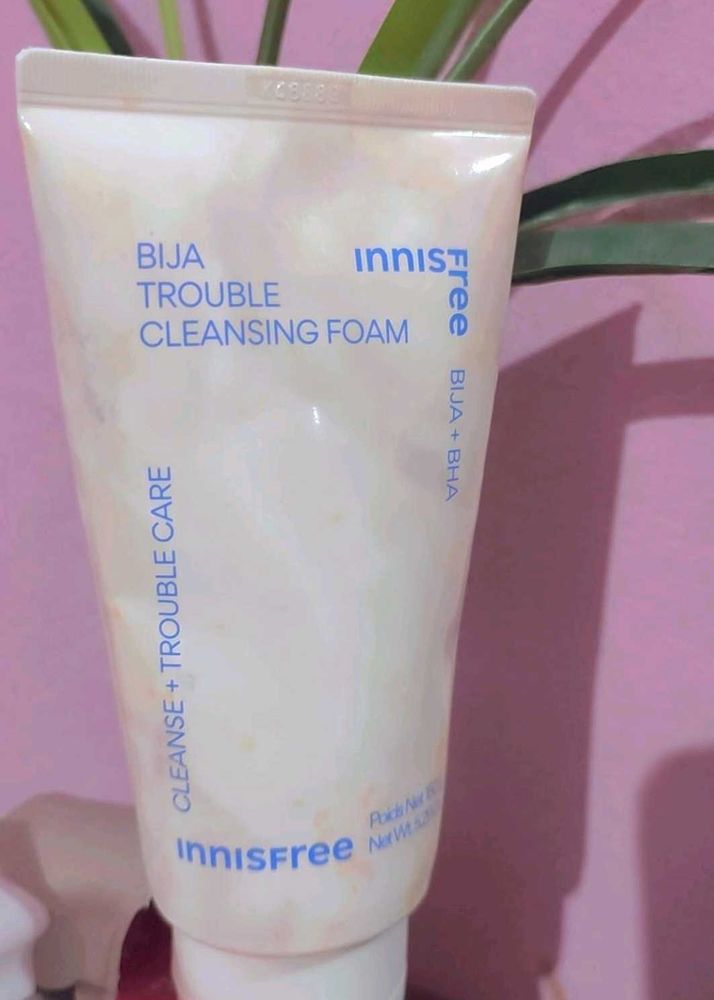 BIJA
TROUBLE
CLEANSING FOAM
INNISFree
BIJA + BHA
CLEANSE + TROUBLE CARE
INNISFree
Poids Net
Net Wt.